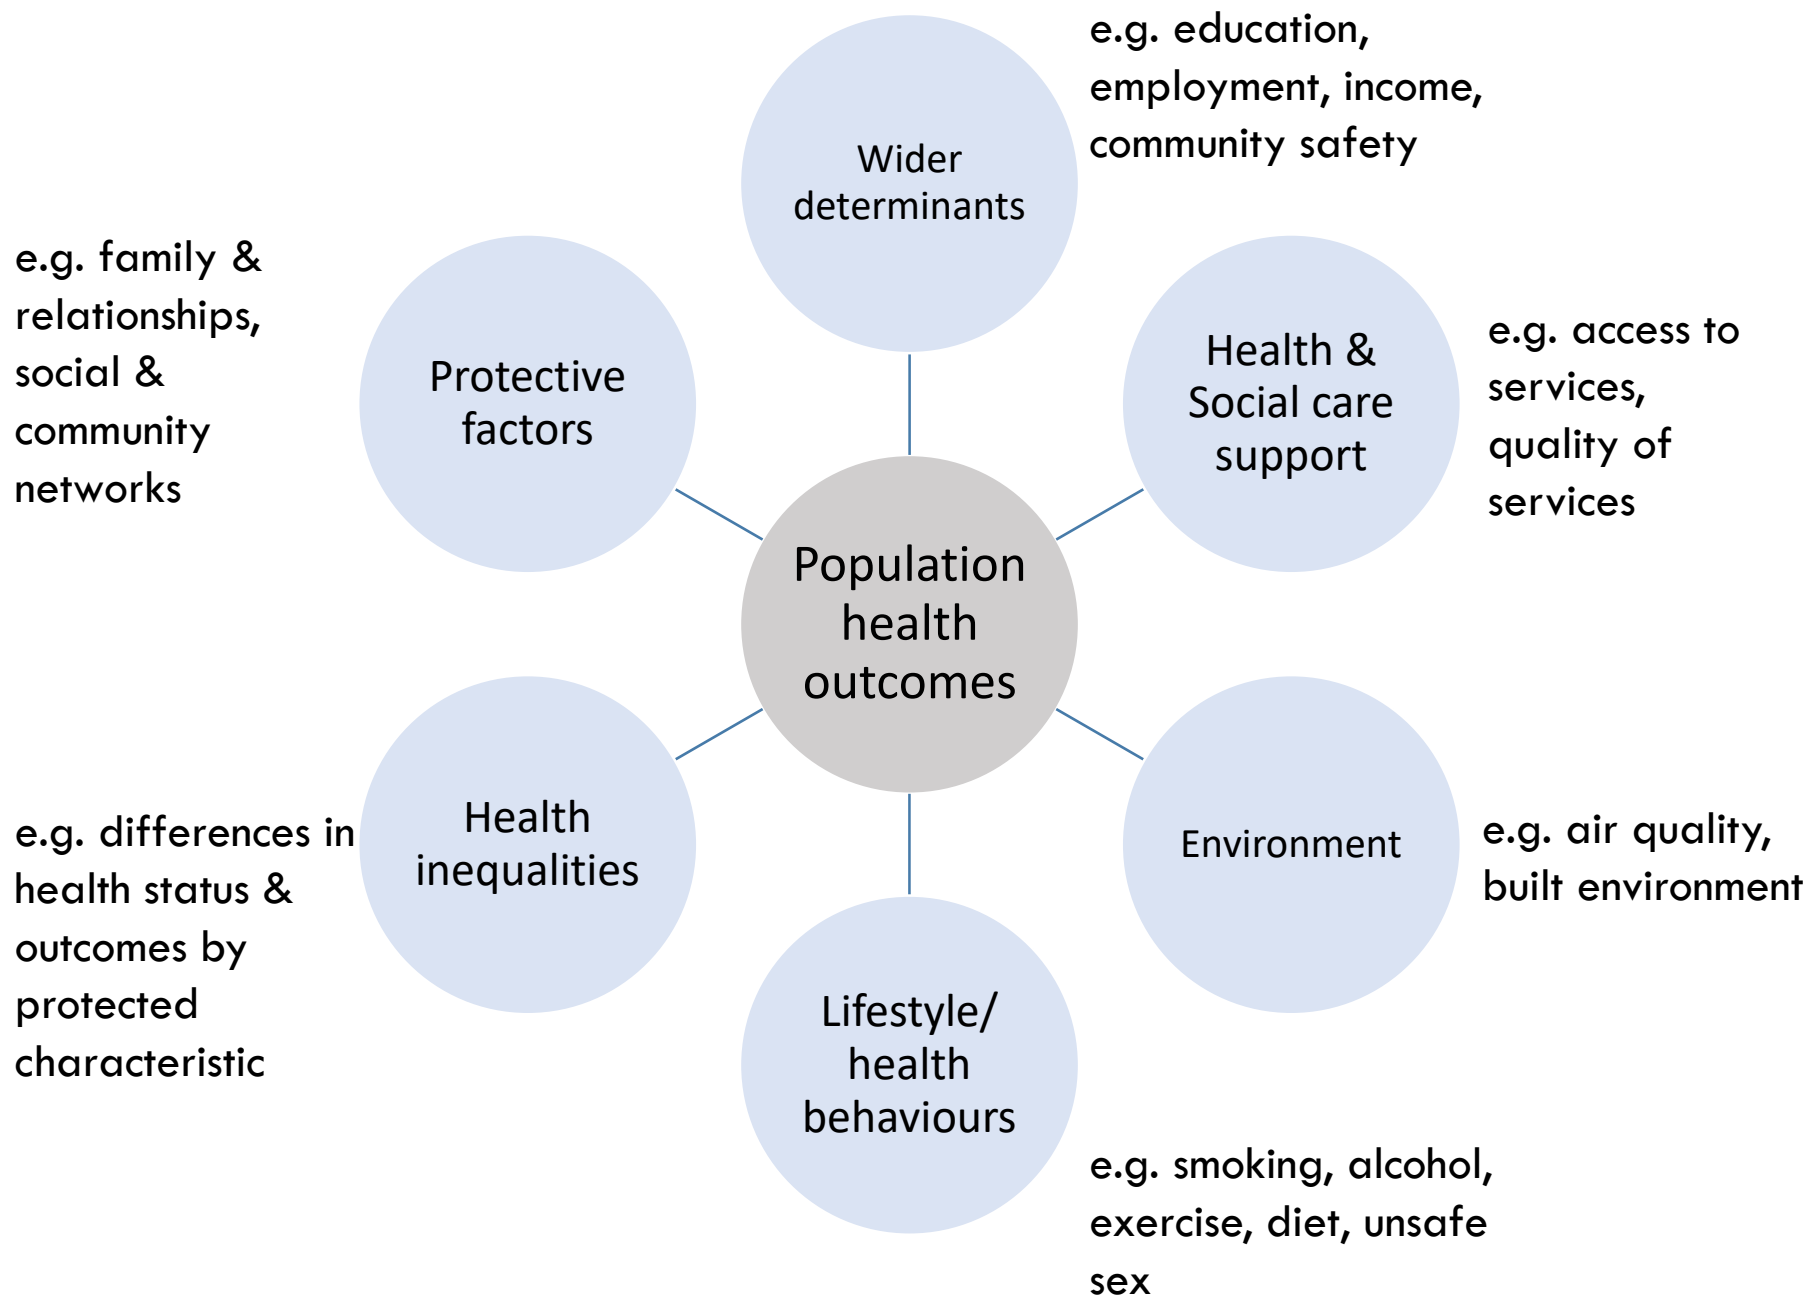 Wider
determinants
e.g. education,
employment, income,
community safety
Health &
Social care
support
e.g. access to
services,
quality of
services
Environment
e.g. air quality,
built environment
Lifestyle/
health
behaviours
e.g. smoking, alcohol,
exercise, diet, unsafe
sex
Health
inequalities
e.g. differences in
health status &
outcomes by
protected
characteristic
Protective
factors
e.g. family &
relationships,
social &
community
networks
Population
health
outcomes